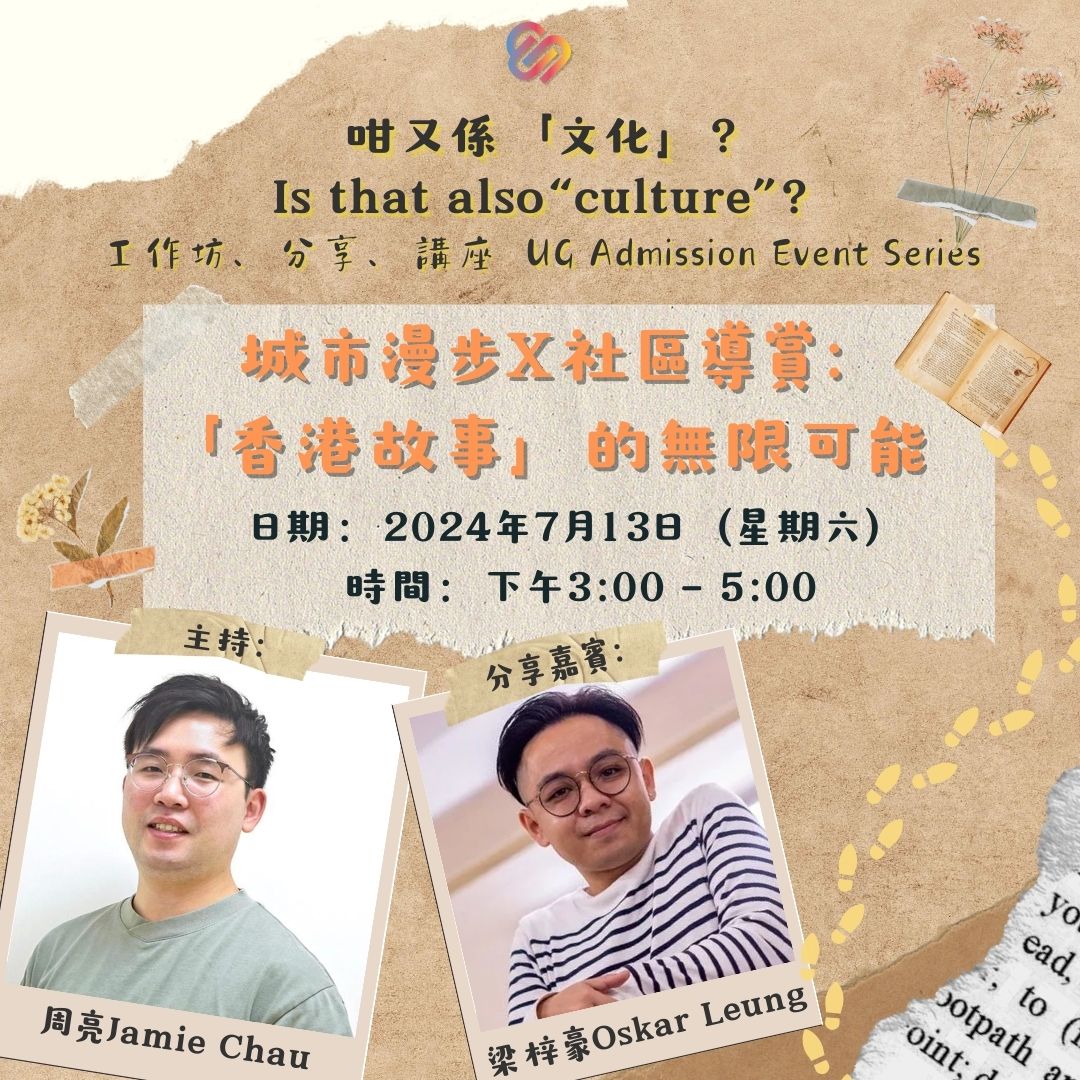 咁又係「文化」？
Is that also“culture”?
工作坊、分享、講座 UG Admission Event Series
城市漫步X社區導賞:
「香港故事」的無限可能
日期： 2024年7月13日 (星期六)
時間： 下午3:00 - 5:00
主持:
分享嘉賓:
周亮Jamie Chau
梁梓豪Oskar Leung
ead,
; to
ootpath
oint;